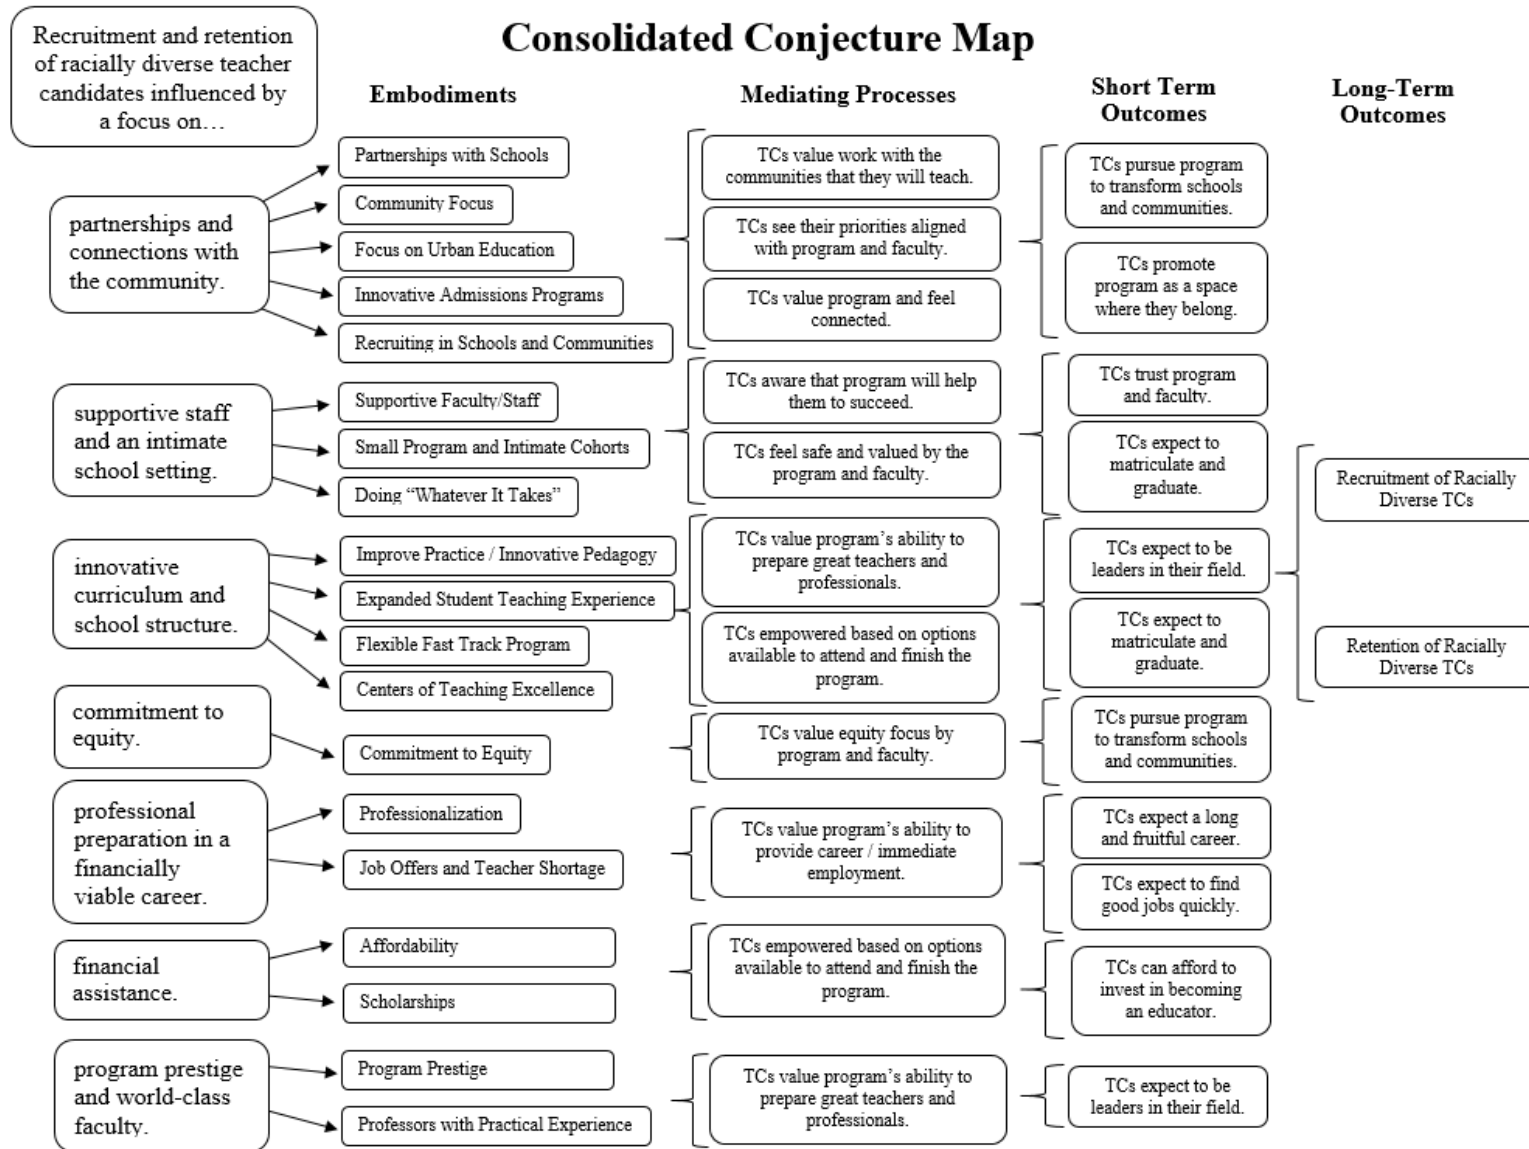 Consolidated Conjecture Map
Recruitment and retention
of racially diverse teacher
candidates influenced by
a focus on…
Embodiments
Mediating Processes
Short Term
Outcomes
Long-Term
Outcomes
partnerships and
connections with
the community.
Partnerships with Schools
Community Focus
Focus on Urban Education
Innovative Admissions Programs
Recruiting in Schools and Communities
TCs value work with the
communities that they will teach.
TCs see their priorities aligned
with program and faculty.
TCs value program and feel
connected.
TCs pursue program
to transform schools
and communities.
TCs promote
program as a space
where they belong.
supportive staff
and an intimate
school setting.
Supportive Faculty/Staff
Small Program and Intimate Cohorts
Doing “Whatever It Takes”
TCs aware that program will help
them to succeed.
TCs feel safe and valued by the
program and faculty.
TCs trust program
and faculty.
TCs expect to
matriculate and
graduate.
innovative
curriculum and
school structure.
Improve Practice / Innovative Pedagogy
Expanded Student Teaching Experience
Flexible Fast Track Program
Centers of Teaching Excellence
TCs value program’s ability to
prepare great teachers and
professionals.
TCs empowered based on options
available to attend and finish the
program.
TCs expect to be
leaders in their field.
TCs expect to
matriculate and
graduate.
Recruitment of Racially
Diverse TCs
Retention of Racially
Diverse TCs
commitment to
equity.
Commitment to Equity
TCs value equity focus by
program and faculty.
TCs pursue program
to transform schools
and communities.
professional
preparation in a
financially
viable career.
Professionalization
Job Offers and Teacher Shortage
TCs value program’s ability to
provide career / immediate
employment.
TCs expect a long
and fruitful career.
TCs expect to find
good jobs quickly.
financial
assistance.
Affordability
Scholarships
TCs empowered based on options
available to attend and finish the
program.
TCs can afford to
invest in becoming
an educator.
program prestige
and world-class
faculty.
Program Prestige
Professors with Practical Experience
TCs value program’s ability to
prepare great teachers and
professionals.
TCs expect to be
leaders in their field.